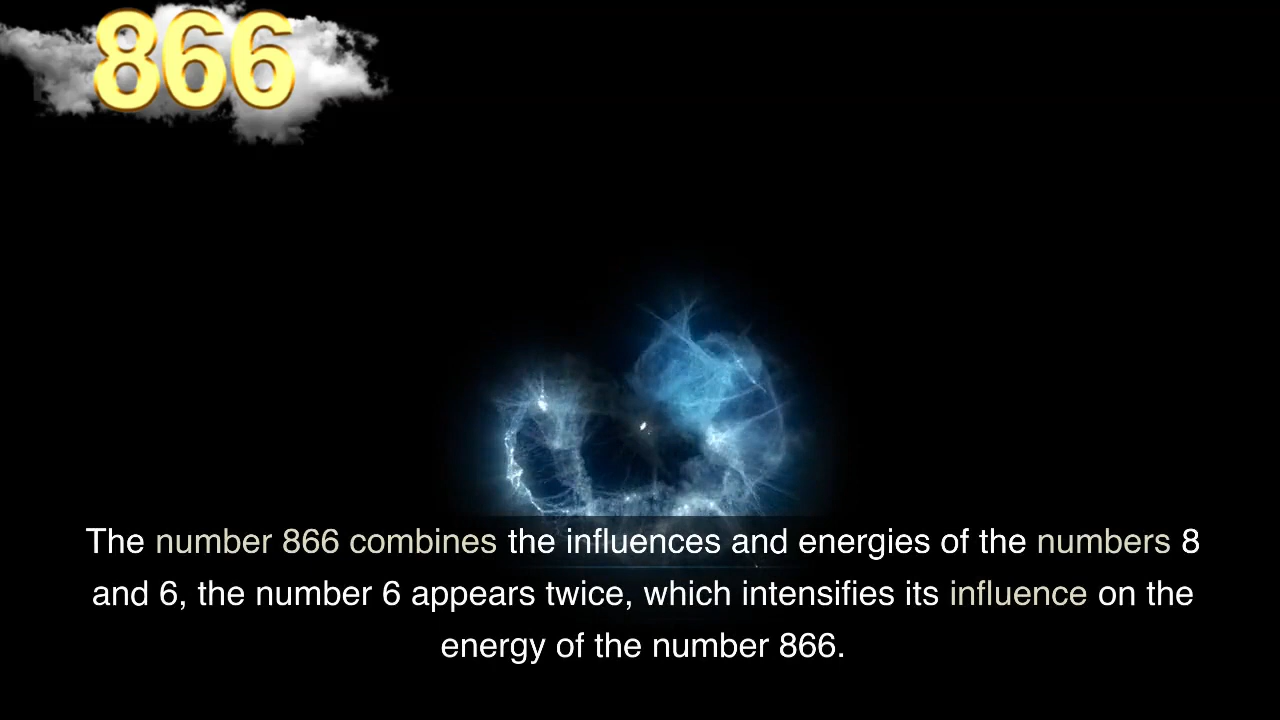 866
The number 866 combines the influences and energies of the numbers 8
and 6, the number 6 appears twice, which intensifies its influence on the
energy of the number 866.